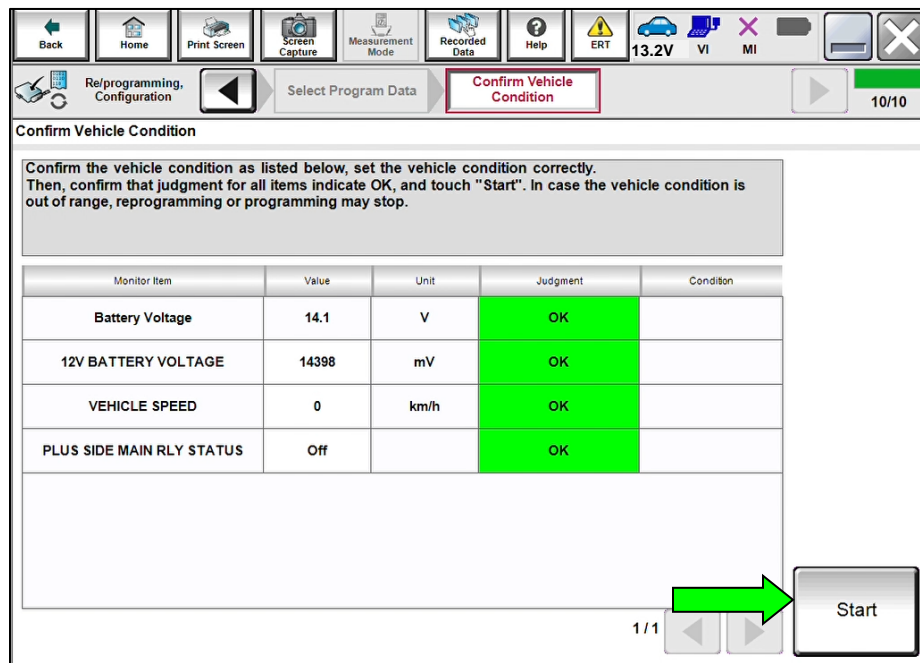 Back
Home
Print Screen
Screen
Capture
Measurement
Mode
Recorded
Data
Help
ERT
13.2V
VI
MI
Re/programming,
Configuration
Select Program Data
Confirm Vehicle
Condition
10/10
Confirm Vehicle Condition
Confirm the vehicle condition as listed below, set the vehicle condition correctly.
Then, confirm that judgment for all items indicate OK, and touch "Start". In case the vehicle condition is
out of range, reprogramming or programming may stop.
Monitor Item Value Unit Judgment Condition
Battery Voltage 14.1 V OK
12V BATTERY VOLTAGE 14398 mV OK
VEHICLE SPEED 0 km/h OK
PLUS SIDE MAIN RLY STATUS Off OK
1/1
Start